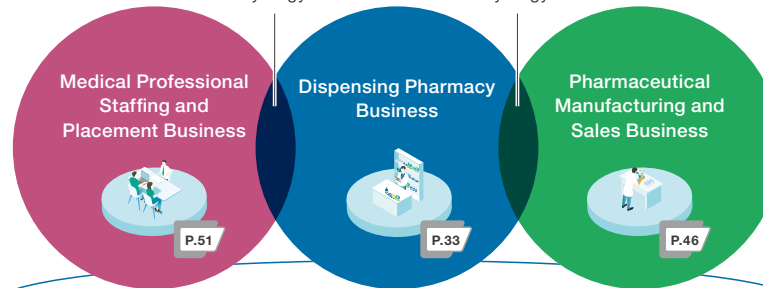 Medical Professional
Staffing and
Placement Business
P.51
Dispensing Pharmacy
Business
P.33
Pharmaceutical
Manufacturing and
Sales Business
P.46